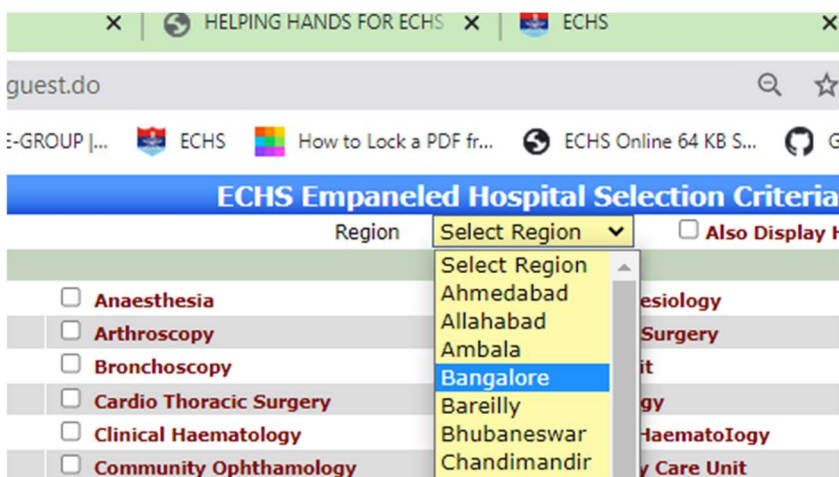 HELPING HANDS FOR ECHS ECHS
guest.do
E-GROUP |... ECHS How to Lock a PDF fr... ECHS Online 64 KB S... G
ECHS Empaneled Hospital Selection Criteria
Region Select Region Also Display H
Select Region
Ahmedabad
Anaesthesia esiology
Allahabad
Arthroscopy Surgery
Ambala
Bronchoscopy it
Bangalore
Cardio Thoracic Surgery gy
Bareilly
Clinical Haematology HaematoIogy
Bhubaneswar
Community Ophthamology y Care Unit
Chandimandir